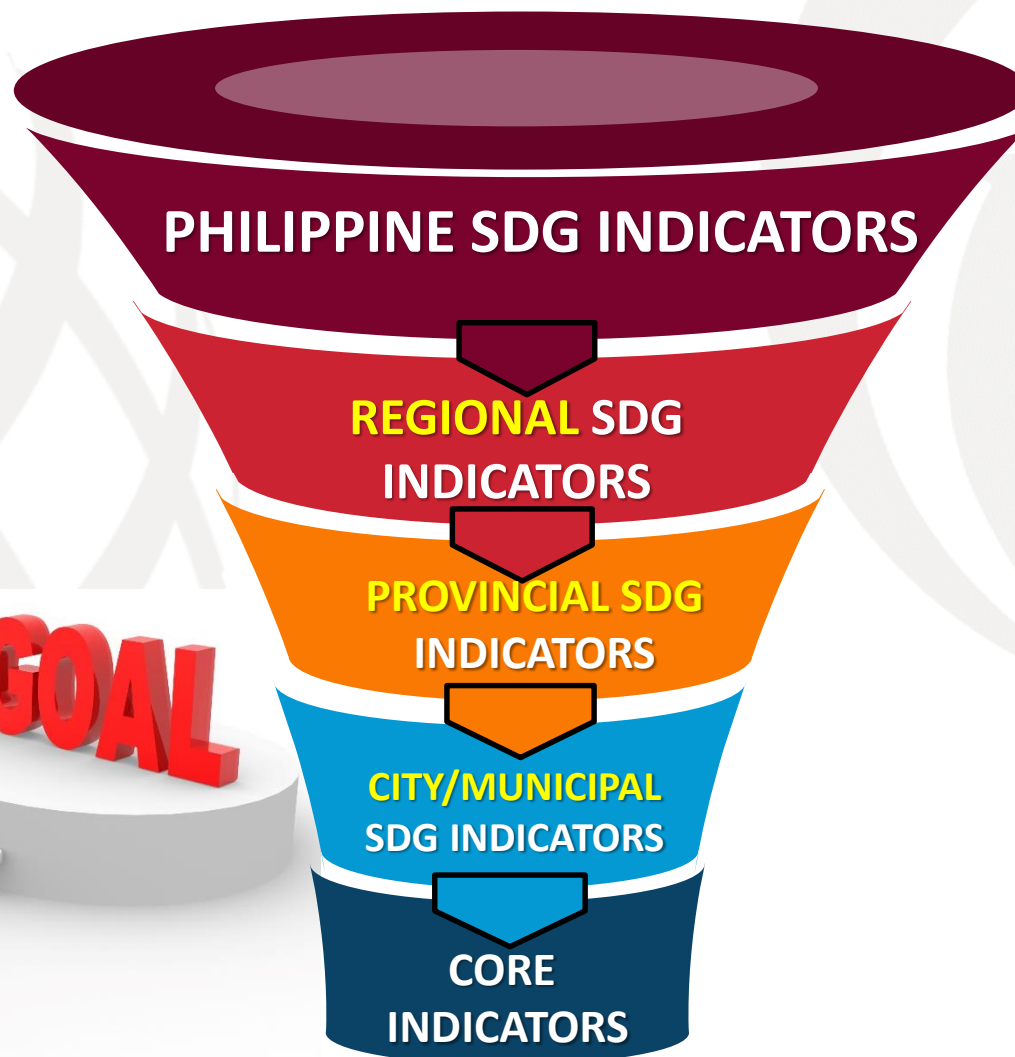 PHILIPPINE SDG INDICATORS
REGIONAL SDG
INDICATORS
PROVINCIAL SDG
INDICATORS
GOAL
CITY/MUNICIPAL
SDG INDICATORS
CORE
INDICATORS